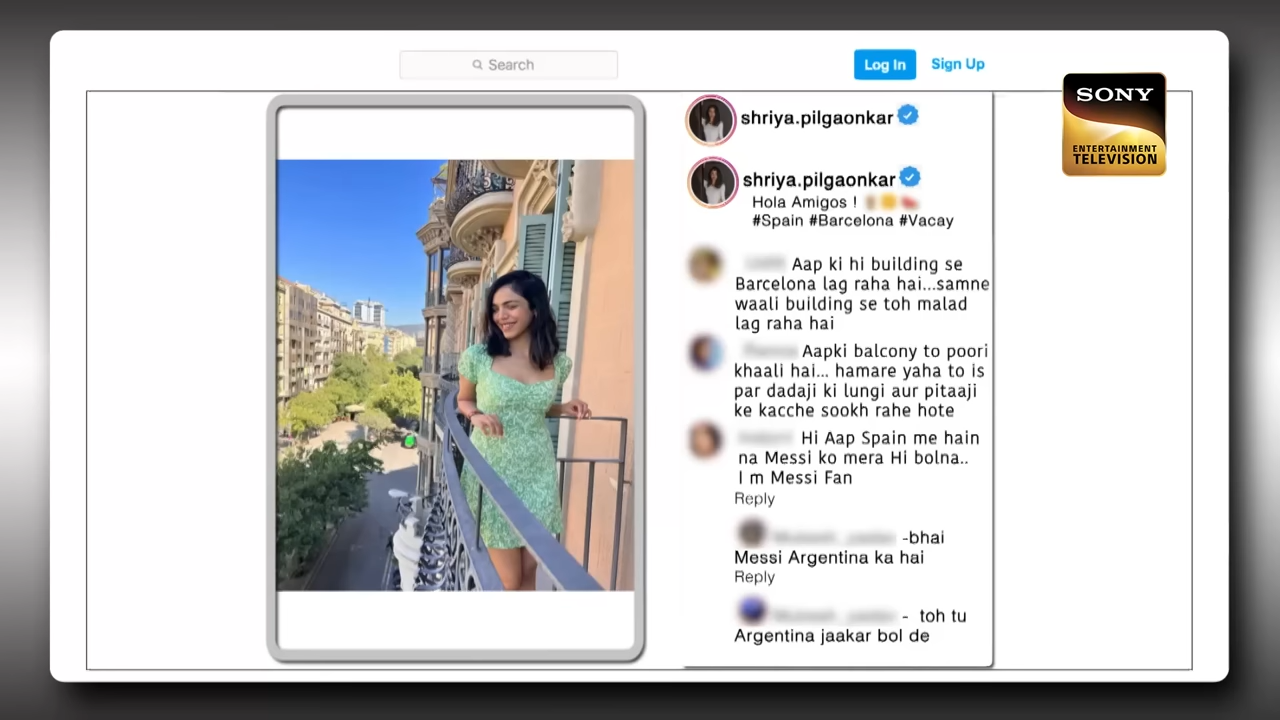 Search
Log In
Sign Up
SONY
ENTERTAINMENT
TELEVISION
shriya.pilgaonkar
shriya.pilgaonkar
Hola Amigos !
#Spain #Barcelona #Vacay
Aap ki hi building se
Barcelona lag raha hai...samne
waali building se toh malad
lag raha hai
Aapki balcony to poori
khaali hai... hamare yaha to is
par dadaji ki lungi aur pitaaji
ke kacche sookh rahe hote
Hi Aap Spain me hain
na Messi ko mera Hi bolna..
I m Messi Fan
Reply
-bhai
Messi Argentina ka hai
Reply
- toh tu
Argentina jaakar bol de